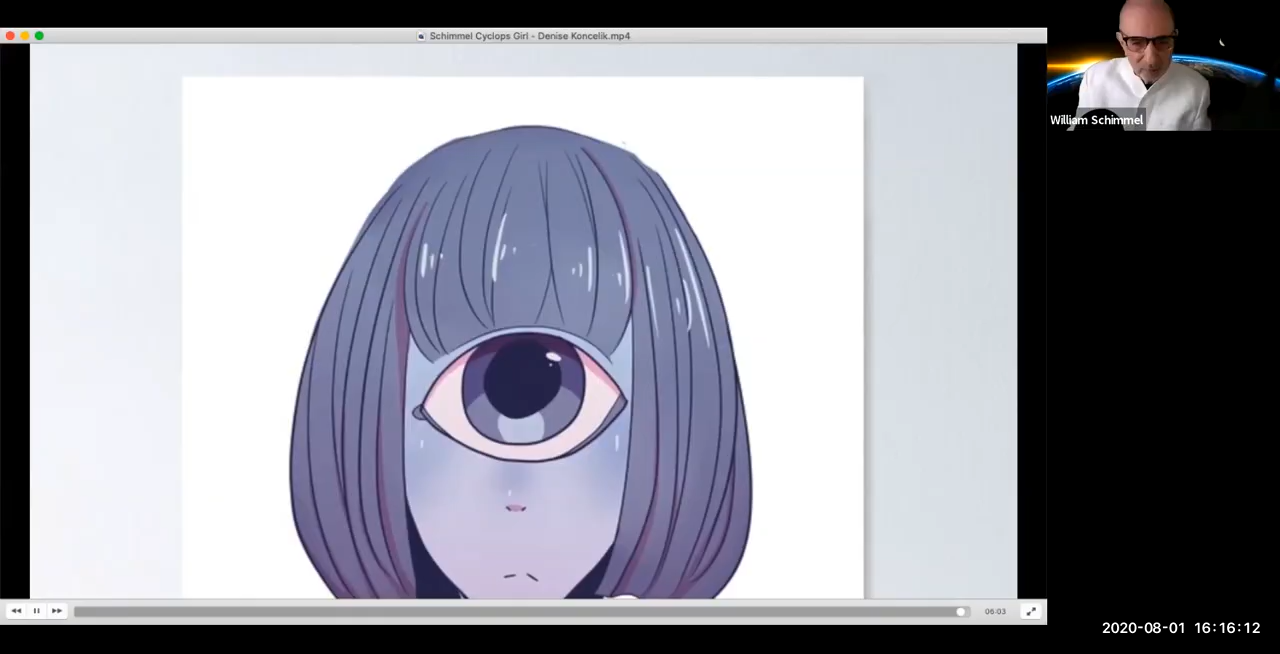 Schimmel Cyclops Girl - Denise Koncelik.mp4
William Schimmel
06:03
2020-08-01 16:16:12